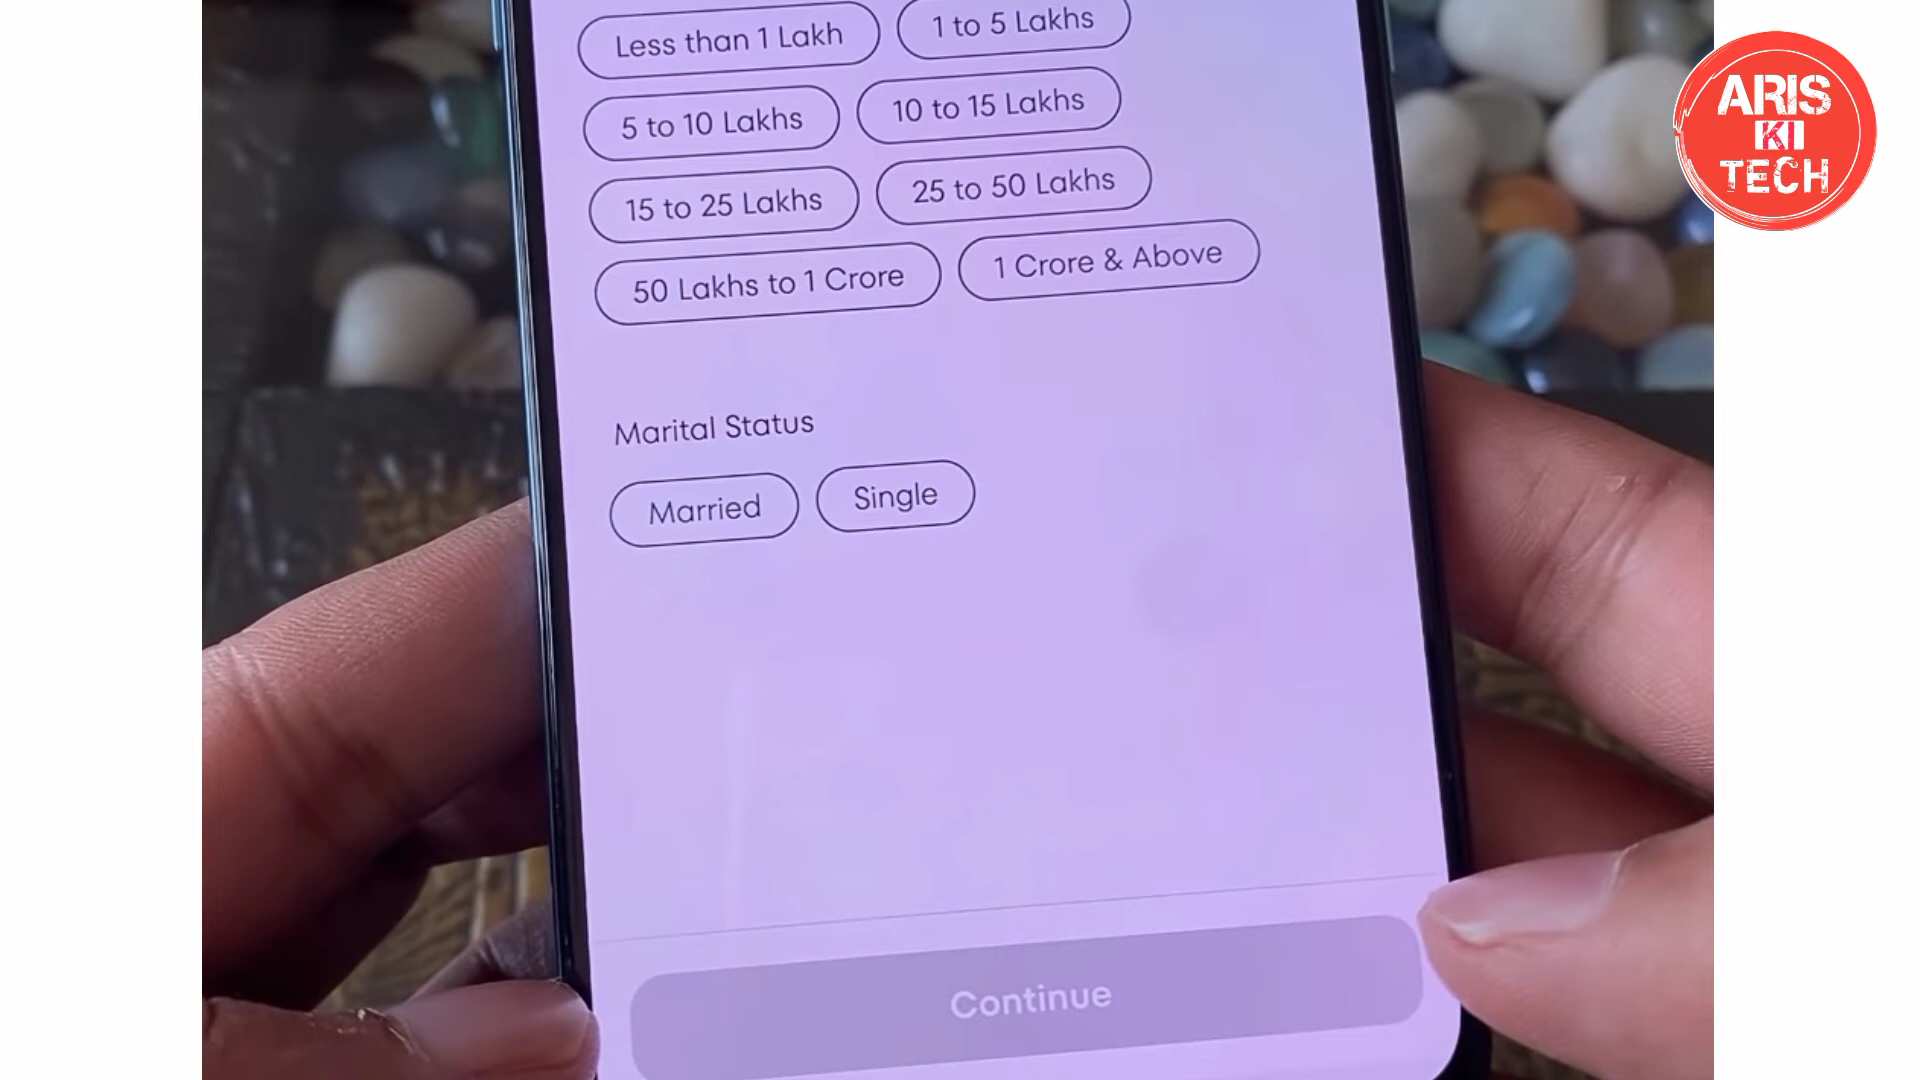 Less than 1 Lakh
1 to 5 Lakhs
5 to 10 Lakhs
10 to 15 Lakhs
15 to 25 Lakhs
25 to 50 Lakhs
50 Lakhs to 1 Crore
1 Crore & Above
Marital Status
Married
Single
Continue
ARIS
KI
TECH